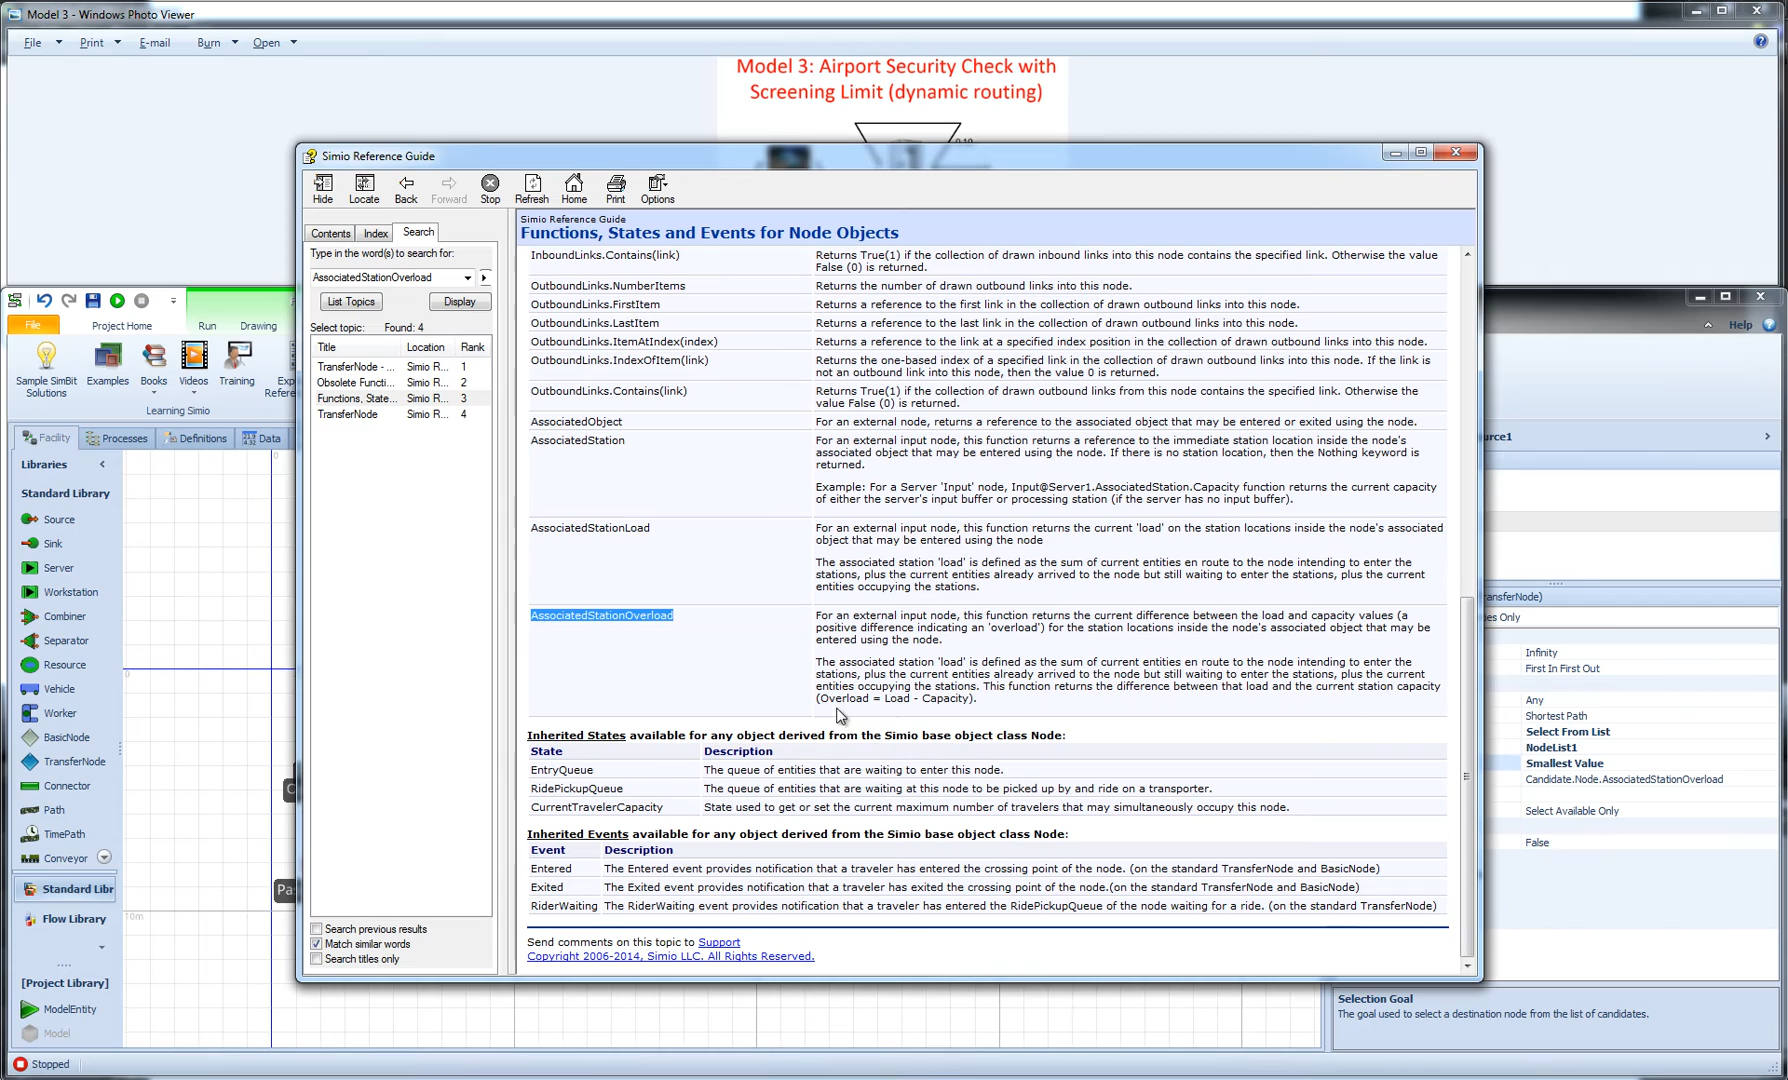 Model 3 - Windows Photo Viewer
File Print E-mail Burn Open
Model 3: Airport Security Check with
Screening Limit (dynamic routing)
0.10
Simio Reference Guide
Hide Locate Back Forward Stop Refresh Home Print Options
Contents Index Search
Type in the word(s) to search for:
AssociatedStationOverload
List Topics Display
Select topic: Found: 4
Title Location Rank
TransferNode - ... Simio R... 1
Obsolete Functi... Simio R... 2
Functions, State... Simio R... 3
TransferNode Simio R... 4
Search previous results
Match similar words
Search titles only
Simio Reference Guide
Functions, States and Events for Node Objects
InboundLinks.Contains(link) Returns True(1) if the collection of drawn inbound links into this node contains the specified link. Otherwise the value
False (0) is returned.
OutboundLinks.NumberItems Returns the number of drawn outbound links into this node.
OutboundLinks.FirstItem Returns a reference to the first link in the collection of drawn outbound links into this node.
OutboundLinks.LastItem Returns a reference to the last link in the collection of drawn outbound links into this node.
OutboundLinks.ItemAtIndex(index) Returns a reference to the link at a specified index position in the collection of drawn outbound links into this node.
OutboundLinks.IndexOfItem(link) Returns the one-based index of a specified link in the collection of drawn outbound links into this node. If the link is
not an outbound link into this node, then the value 0 is returned.
OutboundLinks.Contains(link) Returns True(1) if the collection of drawn outbound links from this node contains the specified link. Otherwise the
value False (0) is returned.
AssociatedObject For an external node, returns a reference to the associated object that may be entered or exited using the node.
AssociatedStation For an external input node, this function returns a reference to the immediate station location inside the node's
associated object that may be entered using the node. If there is no station location, then the Nothing keyword is
returned.
Example: For a Server 'Input' node, Input@Server1.AssociatedStation.Capacity function returns the current capacity
of either the server's input buffer or processing station (if the server has no input buffer).
AssociatedStationLoad For an external input node, this function returns the current 'load' on the station locations inside the node's associated
object that may be entered using the node
The associated station 'load' is defined as the sum of current entities en route to the node intending to enter the
stations, plus the current entities already arrived to the node but still waiting to enter the stations, plus the current
entities occupying the stations.
AssociatedStationOverload For an external input node, this function returns the current difference between the load and capacity values (a
positive difference indicating an 'overload') for the station locations inside the node's associated object that may be
entered using the node.
The associated station 'load' is defined as the sum of current entities en route to the node intending to enter the
stations, plus the current entities already arrived to the node but still waiting to enter the stations, plus the current
entities occupying the stations. This function returns the difference between that load and the current station capacity
(Overload = Load - Capacity).
Inherited States available for any object derived from the Simio base object class Node:
State Description
EntryQueue The queue of entities that are waiting to enter this node.
RidePickupQueue The queue of entities that are waiting at this node to be picked up by and ride on a transporter.
CurrentTravelerCapacity State used to get or set the current maximum number of travelers that may simultaneously occupy this node.
Inherited Events available for any object derived from the Simio base object class Node:
Event Description
Entered The Entered event provides notification that a traveler has entered the crossing point of the node. (on the standard TransferNode and BasicNode)
Exited The Exited event provides notification that a traveler has exited the crossing point of the node.(on the standard TransferNode and BasicNode)
RiderWaiting The RiderWaiting event provides notification that a traveler has entered the RidePickupQueue of the node waiting for a ride. (on the standard TransferNode)
Send comments on this topic to Support
Copyright 2006-2014, Simio LLC. All Rights Reserved.
File Project Home Run Drawing
Help
Sample SimBit
Solutions
Examples Books Videos Training
Learning Simio
Facility Processes Definitions Data
Libraries
Standard Library
Source
Sink
Server
Workstation
Combiner
Separator
Resource
Vehicle
Worker
BasicNode
TransferNode
Connector
Path
TimePath
Conveyor
Standard Libr
Flow Library
[Project Library]
ModelEntity
Model
Stopped
0
0
10m
Infinity
First In First Out
Any
Shortest Path
Select From List
NodeList1
Smallest Value
Candidate.Node.AssociatedStationOverload
Select Available Only
False
Selection Goal
The goal used to select a destination node from the list of candidates.